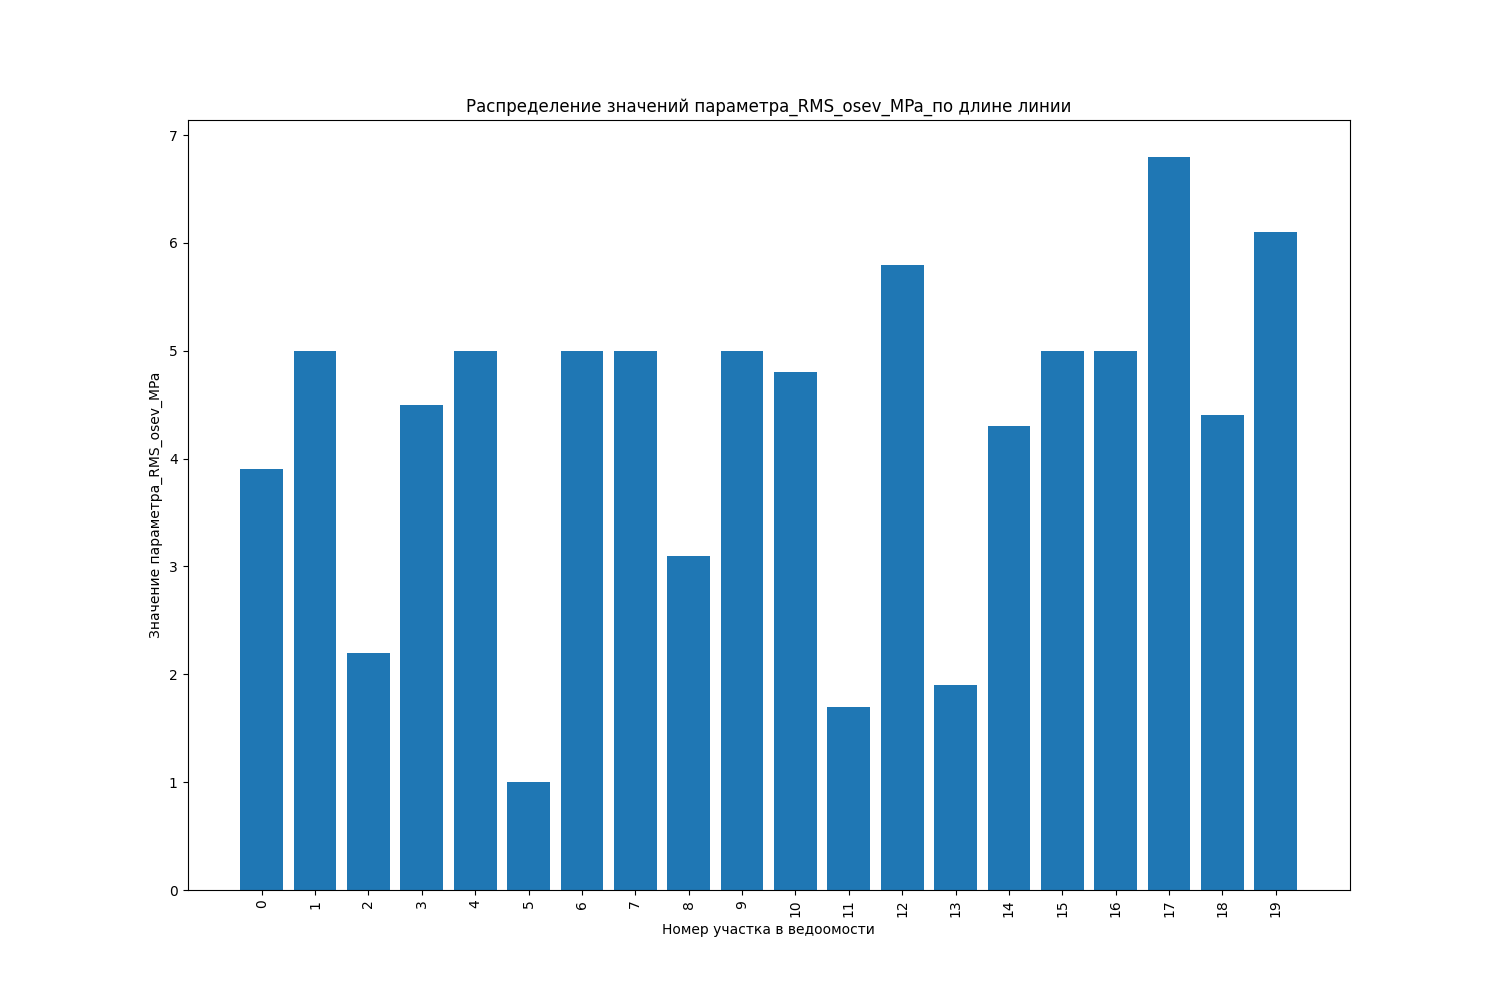 Распределение значений параметра_RMS_osev_MPa_по длине линии
Значение параметра_RMS_osev_MPa
7
6
5
4
3
2
1
0
0 1 2 3 4 5 6 7 8 9 10 11 12 13 14 15 16 17 18 19
Номер участка в ведоомости